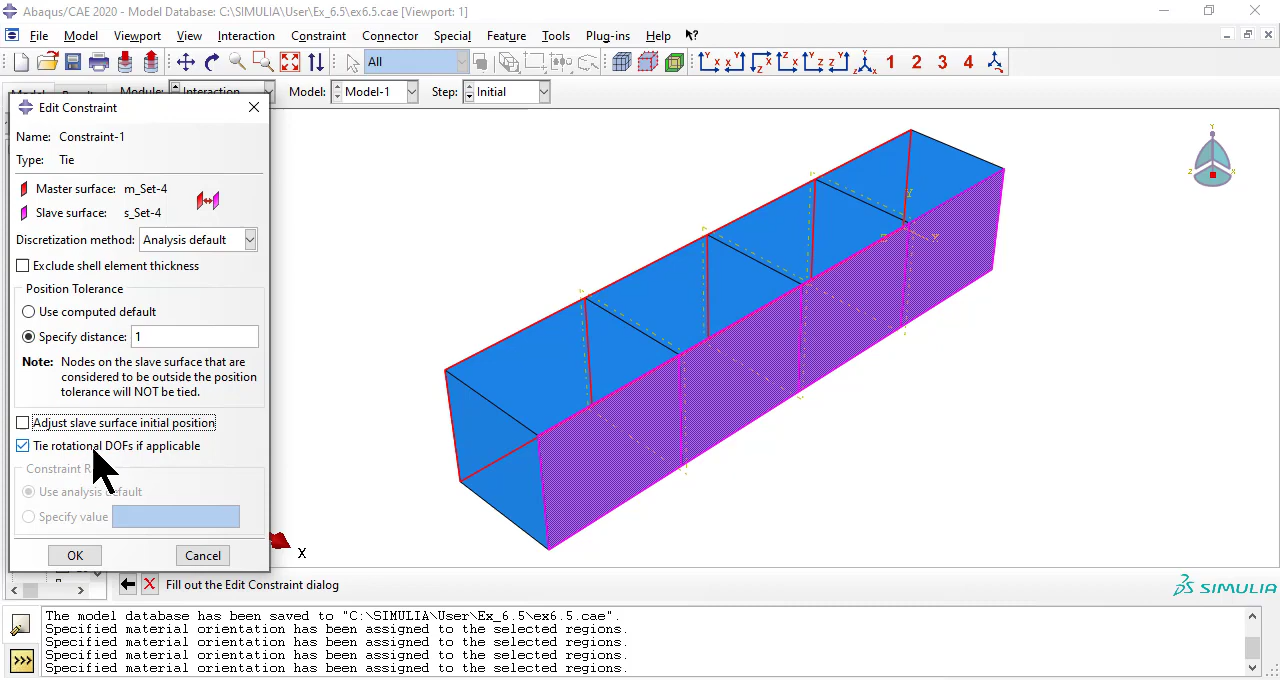 Abaqus/CAE 2020 - Model Database: C:\SIMULIA\User\Ex_6.5\ex6.5.cae [Viewport: 1]
File Model Viewport View Interaction Constraint Connector Special Feature Tools Plug-ins Help
All
1 2 3 4
Module: Interaction Model: Model-1 Step: Initial
Edit Constraint
Name: Constraint-1
Type: Tie
Master surface: m_Set-4
Slave surface: s_Set-4
Discretization method: Analysis default
Exclude shell element thickness
Position Tolerance
Use computed default
Specify distance: 1
Note: Nodes on the slave surface that are
considered to be outside the position
tolerance will NOT be tied.
Adjust slave surface initial position
Tie rotational DOFs if applicable
Constraint R
Use analysis default
Specify value
OK Cancel
X
Y
Z X
Fill out the Edit Constraint dialog
SIMULIA
The model database has been saved to "C:\SIMULIA\User\Ex_6.5\ex6.5.cae".
Specified material orientation has been assigned to the selected regions.
Specified material orientation has been assigned to the selected regions.
Specified material orientation has been assigned to the selected regions.
Specified material orientation has been assigned to the selected regions.
>>>